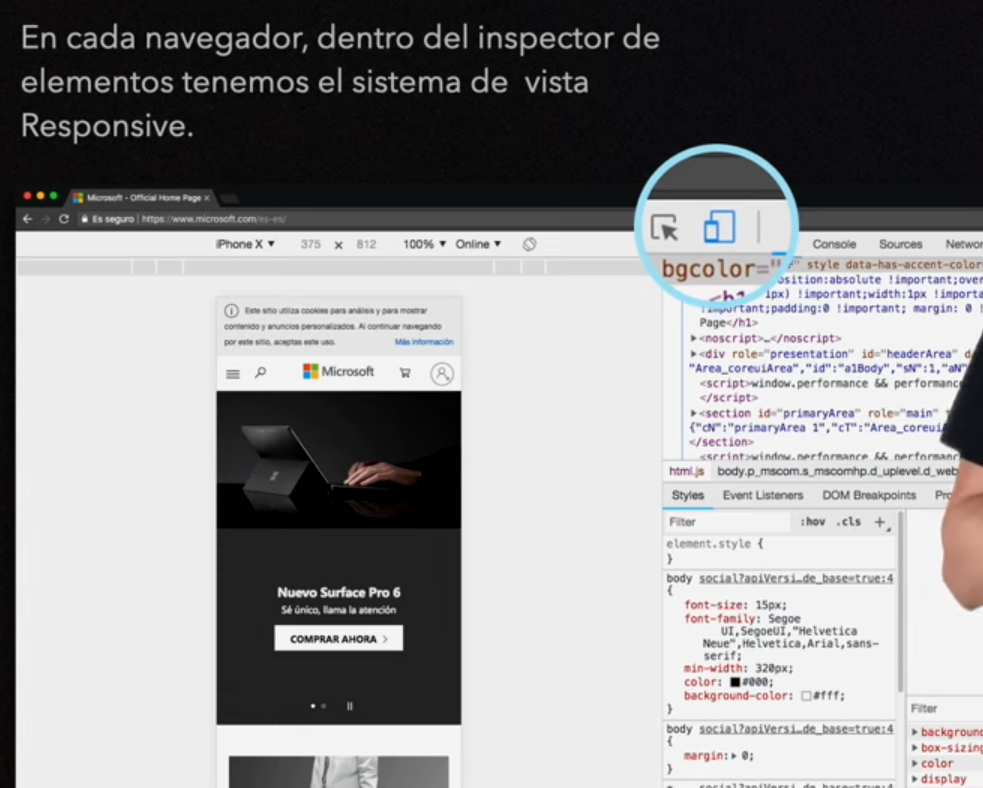 En cada navegador, dentro del inspector de
elementos tenemos el sistema de vista
Responsive.
Microsoft - Official Home Page ×
Es seguro | https://www.microsoft.com/es-es/
iPhone X ▼ 375 × 812 100% ▼ Online ▼
Console Sources
bgcolor="
style data-has-accent-color
osition:absolute !important;over
<h1
1px) !important;width:1px !importa
!important;padding:0 !important; margin: 0 !
Page</h1>
▶<noscript>…</noscript>
▶<div role="presentation" id="headerArea" d
"Area_coreuiArea","id":"a1Body","sN":1,"aN"
<script>window.performance && performanc
</script>
▶<section id="primaryArea" role="main"
{"cN":"primaryArea 1","cT":"Area_coreui
</section>
<script>window.performance && performanc
html.js body.p_mscom.s_mscomhp.d_uplevel.d_web
Styles Event Listeners DOM Breakpoints
Filter :hov .cls +
element.style {
}
body social?apiVersi…de_base=true:4
{
font-size: 15px;
font-family: Segoe
UI,SegoeUI,"Helvetica
Neue",Helvetica,Arial,sans-
serif;
min-width: 320px;
color: #000;
background-color: #fff;
}
body social?apiVersi…de_base=true:4
{
margin:▶ 0;
}
Filter
▶background
▶box-sizing
▶color
▶display
Este sitio utiliza cookies para análisis y para mostrar
contenido y anuncios personalizados. Al continuar navegando
por este sitio, aceptas este uso. Más información
Microsoft
Nuevo Surface Pro 6
Sé único, llama la atención
COMPRAR AHORA >